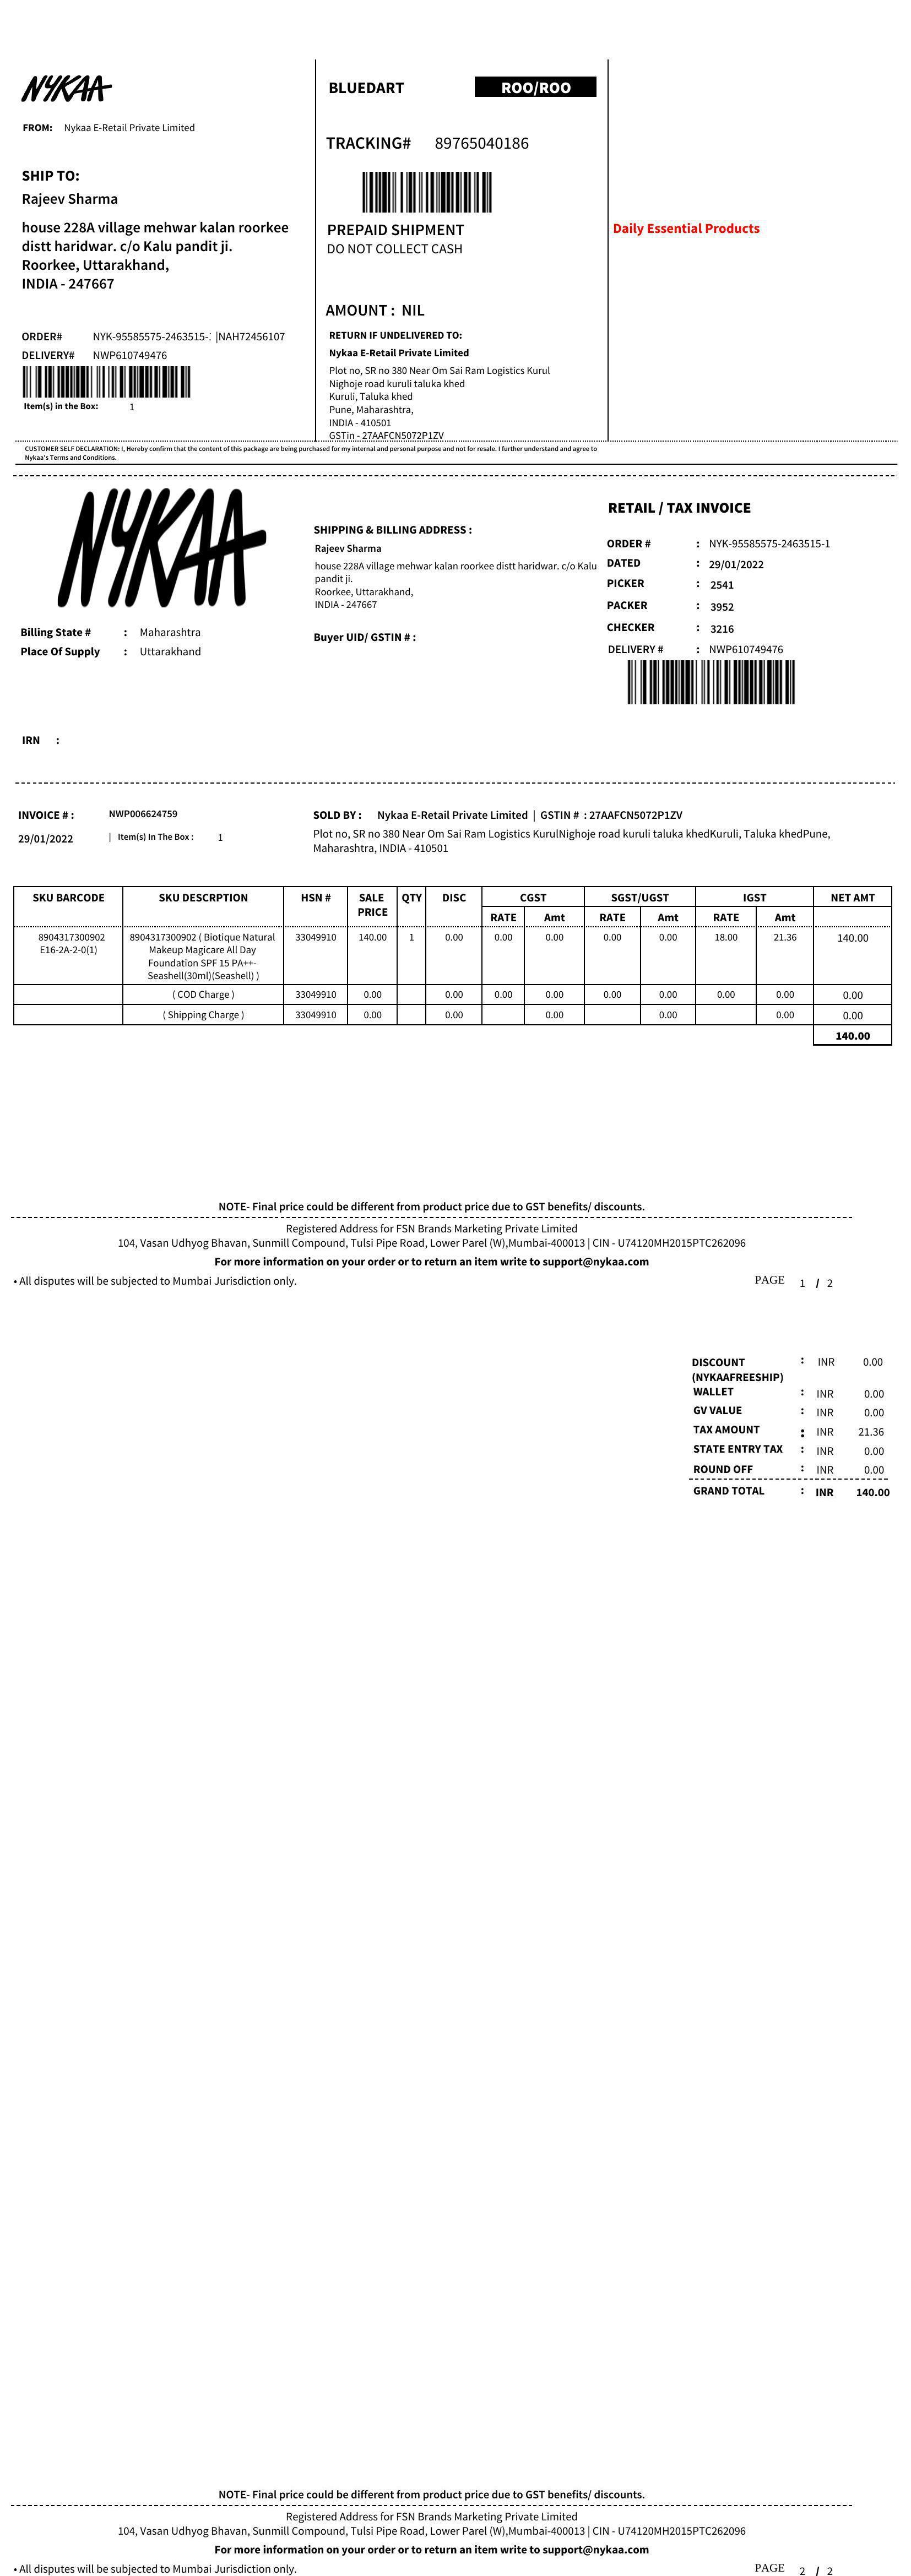 NYKAA
FROM: Nykaa E-Retail Private Limited
SHIP TO:
Rajeev Sharma
house 228A village mehwar kalan roorkee
distt haridwar. c/o Kalu pandit ji.
Roorkee, Uttarakhand,
INDIA - 247667
ORDER# NYK-95585575-2463515-: |NAH72456107
DELIVERY# NWP610749476
Item(s) in the Box: 1
BLUEDART ROO/ROO
TRACKING# 89765040186
PREPAID SHIPMENT
DO NOT COLLECT CASH
AMOUNT : NIL
RETURN IF UNDELIVERED TO:
Nykaa E-Retail Private Limited
Plot no, SR no 380 Near Om Sai Ram Logistics Kurul
Nighoje road kuruli taluka khed
Kuruli, Taluka khed
Pune, Maharashtra,
INDIA - 410501
GSTin - 27AAFCN5072P1ZV
Daily Essential Products
CUSTOMER SELF DECLARATION: I, Hereby confirm that the content of this package are being purchased for my internal and personal purpose and not for resale. I further understand and agree to
Nykaa's Terms and Conditions.
NYKAA
Billing State # : Maharashtra
Place Of Supply : Uttarakhand
IRN :
SHIPPING & BILLING ADDRESS :
Rajeev Sharma
house 228A village mehwar kalan roorkee distt haridwar. c/o Kalu
pandit ji.
Roorkee, Uttarakhand,
INDIA - 247667
Buyer UID/ GSTIN # :
RETAIL / TAX INVOICE
ORDER # : NYK-95585575-2463515-1
DATED : 29/01/2022
PICKER : 2541
PACKER : 3952
CHECKER : 3216
DELIVERY # : NWP610749476
INVOICE # : NWP006624759
29/01/2022 | Item(s) In The Box : 1
SOLD BY : Nykaa E-Retail Private Limited | GSTIN # : 27AAFCN5072P1ZV
Plot no, SR no 380 Near Om Sai Ram Logistics KurulNighoje road kuruli taluka khedKuruli, Taluka khedPune,
Maharashtra, INDIA - 410501
SKU BARCODE SKU DESCRPTION HSN # SALE PRICE QTY DISC CGST SGST/UGST IGST NET AMT
RATE Amt RATE Amt RATE Amt
8904317300902 8904317300902 ( Biotique Natural 33049910 140.00 1 0.00 0.00 0.00 0.00 0.00 18.00 21.36 140.00
E16-2A-2-0(1) Makeup Magicare All Day
Foundation SPF 15 PA++-
Seashell(30ml)(Seashell) )
( COD Charge ) 33049910 0.00 0.00 0.00 0.00 0.00 0.00 0.00 0.00 0.00
( Shipping Charge ) 33049910 0.00 0.00 0.00 0.00 0.00 0.00
140.00
NOTE- Final price could be different from product price due to GST benefits/ discounts.
Registered Address for FSN Brands Marketing Private Limited
104, Vasan Udhyog Bhavan, Sunmill Compound, Tulsi Pipe Road, Lower Parel (W),Mumbai-400013 | CIN - U74120MH2015PTC262096
For more information on your order or to return an item write to support@nykaa.com
• All disputes will be subjected to Mumbai Jurisdiction only. PAGE 1 / 2
DISCOUNT : INR 0.00
(NYKAAFREESHIP)
WALLET : INR 0.00
GV VALUE : INR 0.00
TAX AMOUNT : INR 21.36
STATE ENTRY TAX : INR 0.00
ROUND OFF : INR 0.00
GRAND TOTAL : INR 140.00
NOTE- Final price could be different from product price due to GST benefits/ discounts.
Registered Address for FSN Brands Marketing Private Limited
104, Vasan Udhyog Bhavan, Sunmill Compound, Tulsi Pipe Road, Lower Parel (W),Mumbai-400013 | CIN - U74120MH2015PTC262096
For more information on your order or to return an item write to support@nykaa.com
• All disputes will be subjected to Mumbai Jurisdiction only. PAGE 2 / 2